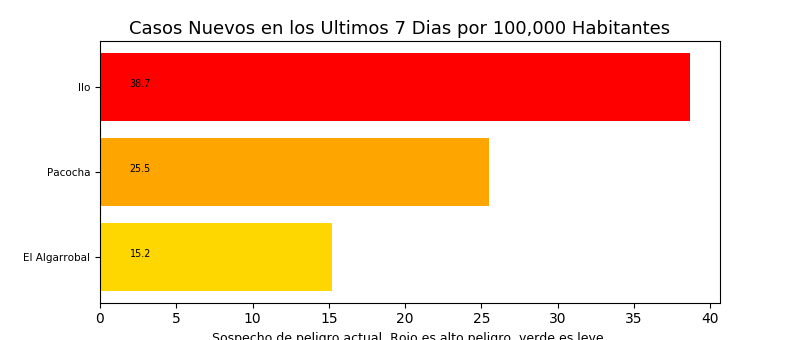 Casos Nuevos en los Ultimos 7 Dias por 100,000 Habitantes
Ilo
38.7
Pacocha
25.5
El Algarrobal
15.2
0 5 10 15 20 25 30 35 40
Sospecho de peligro actual. Rojo es alto peligro, verde es leve